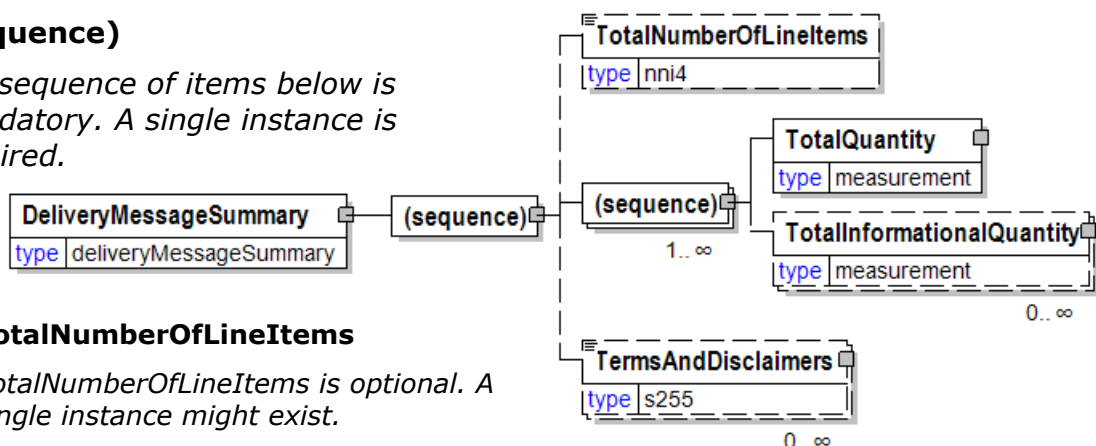 quence)
sequence of items below is
datory. A single instance is
ired.
DeliveryMessageSummary
type deliveryMessageSummary
(sequence)
TotalNumberOfLineItems
type nni4
(sequence)
1.. ∞
TotalQuantity
type measurement
TotalInformationalQuantity
type measurement
0.. ∞
TermsAndDisclaimers
type s255
0.. ∞
otalNumberOfLineItems
otalNumberOfLineItems is optional. A
ngle instance might exist.